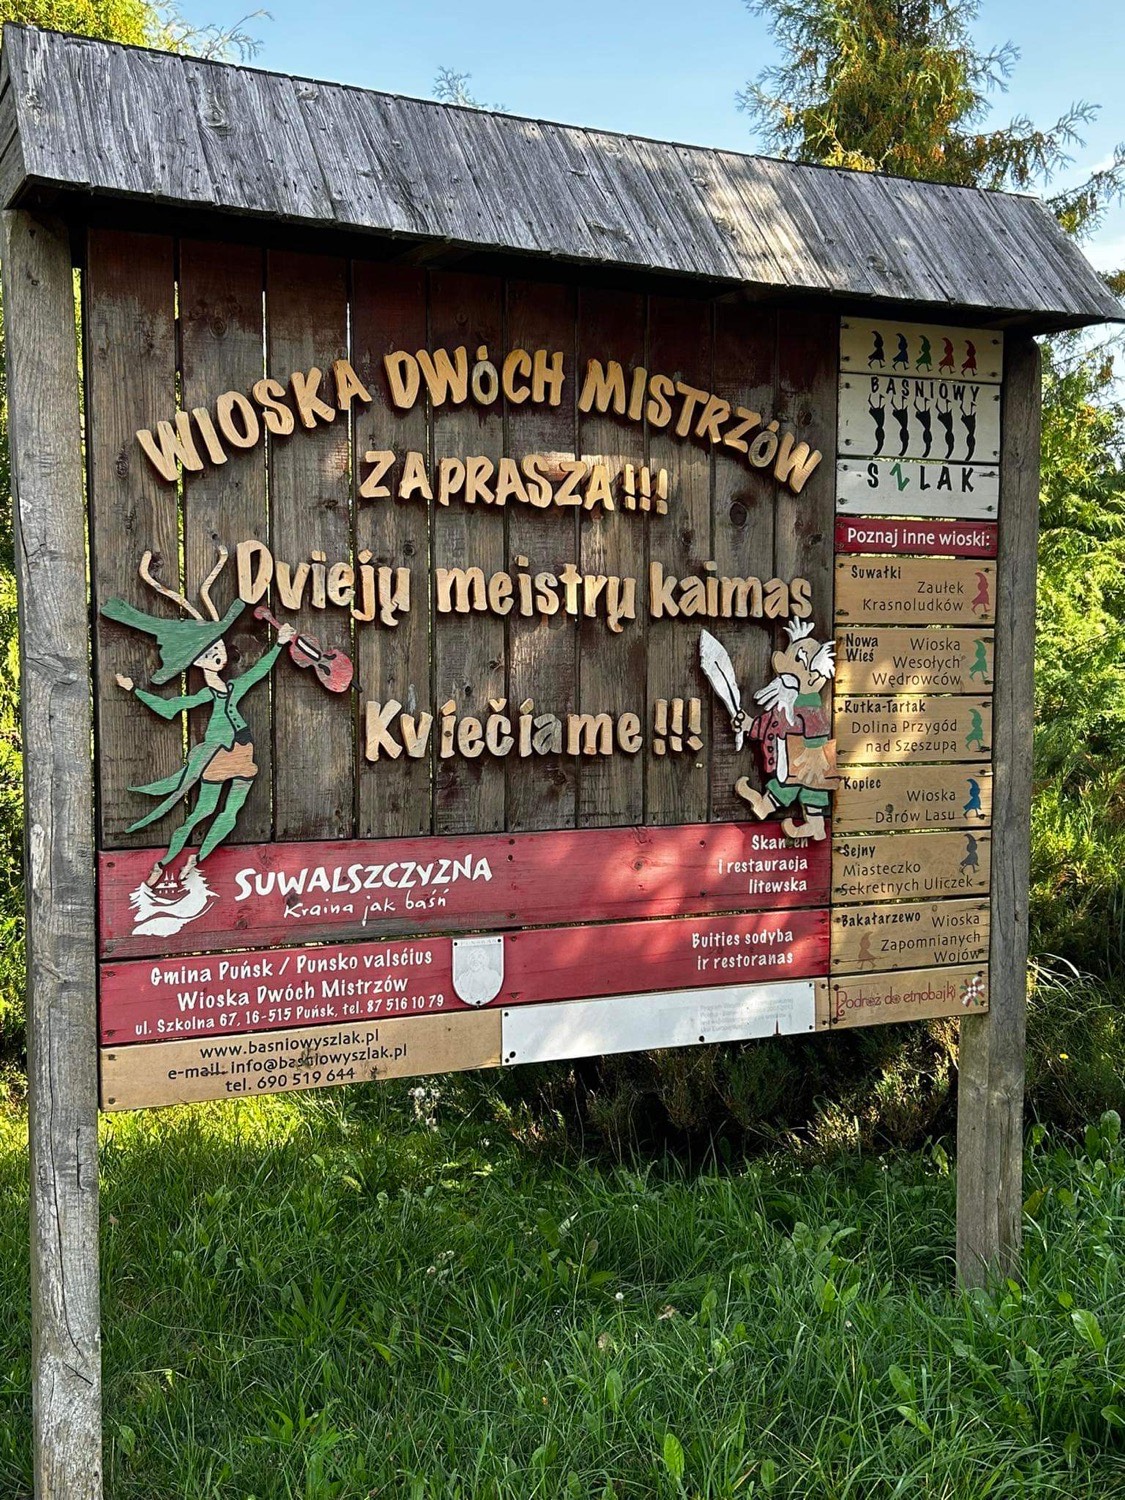 WIOSKA DWÓCH MISTRZÓW
ZAPRASZA!!!
Dviejų meistrų kaimas
Kviečiame!!!
SUWALSZCZYZNA
Kraina jak baśń
Skansen
i restauracja
litewska
Gmina Puńsk / Punsko valsčius
Wioska Dwóch Mistrzów
ul. Szkolna 67, 16-515 Puńsk, tel. 87 516 10 79
Buities sodyba
ir restoranas
www.basniowyszlak.pl
e-mail. info@basniowyszlak.pl
tel. 690 519 644
BAŚNIOWY
SZLAK
Poznaj inne wioski:
Suwałki
Zaułek
Krasnoludków
Nowa
Wieś
Wioska
Wesołych
Wędrowców
Rutka-Tartak
Dolina Przygód
nad Szeszupą
Kopiec
Wioska
Darów Lasu
Sejny
Miasteczko
Sekretnych Uliczek
Bakałarzewo
Wioska
Zapomnianych
Wojów
Podróż do etnobajki